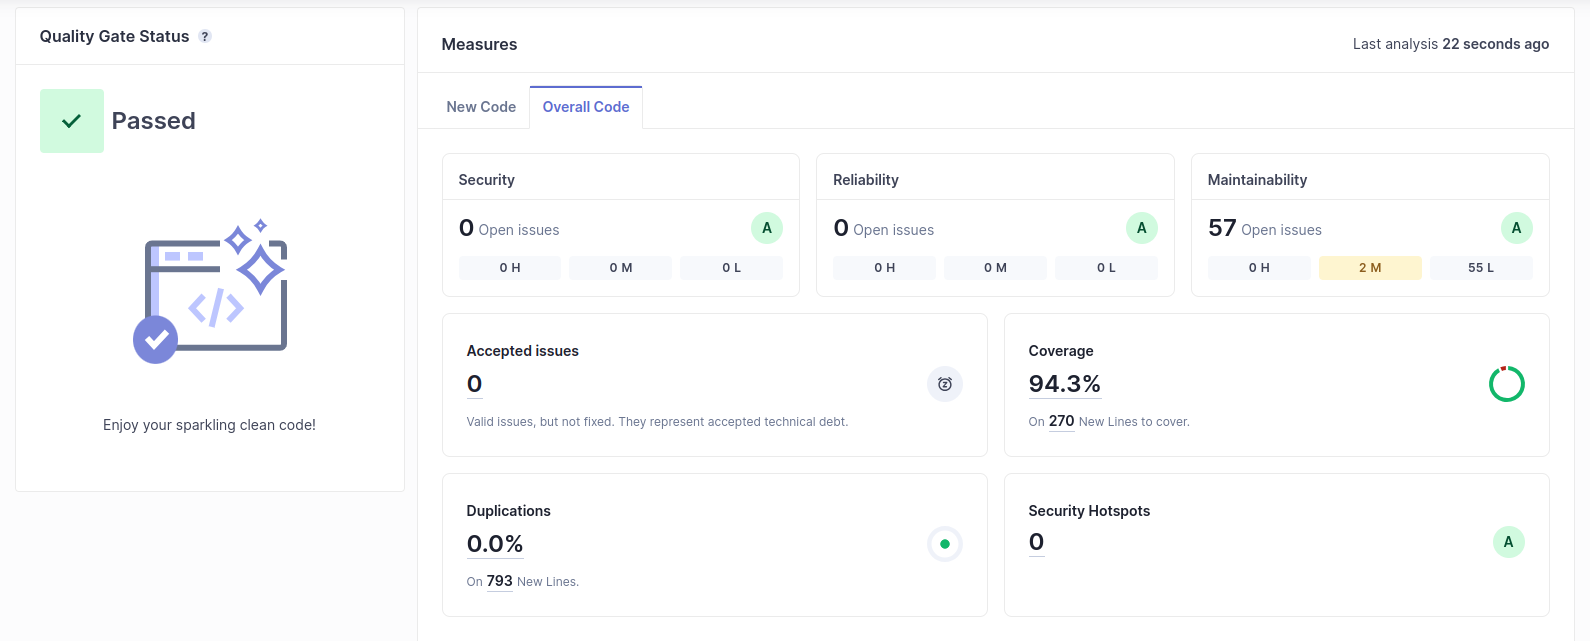 Quality Gate Status ?
Passed
Enjoy your sparkling clean code!
Measures
Last analysis 22 seconds ago
New Code
Overall Code
Security
0 Open issues
A
0 H
0 M
0 L
Reliability
0 Open issues
A
0 H
0 M
0 L
Maintainability
57 Open issues
A
0 H
2 M
55 L
Accepted issues
0
Valid issues, but not fixed. They represent accepted technical debt.
Coverage
94.3%
On 270 New Lines to cover.
Duplications
0.0%
On 793 New Lines.
Security Hotspots
0
A